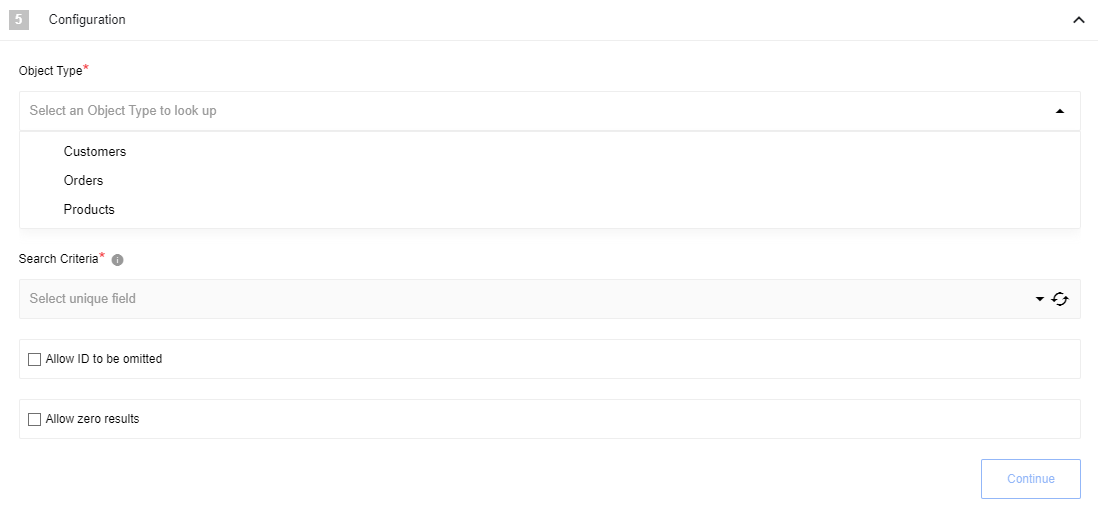 5 Configuration
Object Type*
Select an Object Type to look up
Customers
Orders
Products
Search Criteria* i
Select unique field
Allow ID to be omitted
Allow zero results
Continue